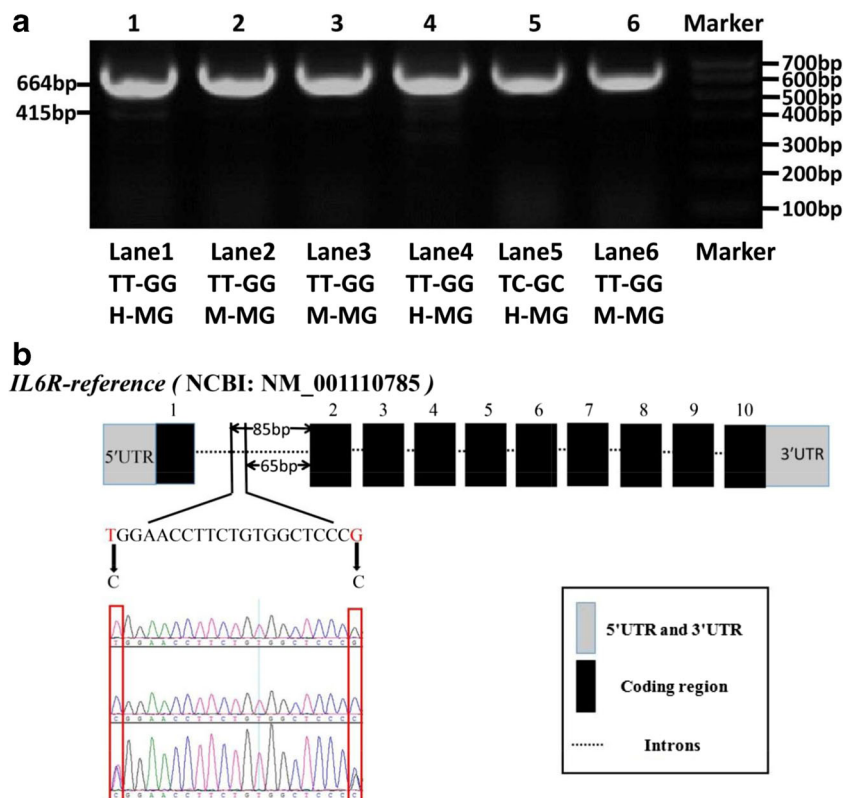 a
1 2 3 4 5 6 Marker
664bp
415bp
700bp
600bp
500bp
400bp
300bp
200bp
100bp
Lane1 Lane2 Lane3 Lane4 Lane5 Lane6 Marker
TT-GG TT-GG TT-GG TT-GG TC-GC TT-GG
H-MG M-MG M-MG H-MG H-MG M-MG
b
IL6R-reference ( NCBI: NM_001110785 )
1 2 3 4 5 6 7 8 9 10
85bp
5'UTR
65bp
3'UTR
TGGAACCTTCTGTGGCTCCCG
C C
T G G A A C C T T C T G T G G C T C C C G
C G G A A C C T T C T G T G G C T C C C C
C G G A A C C T T C T G T G G C T C C C C
5'UTR and 3'UTR
Coding region
Introns